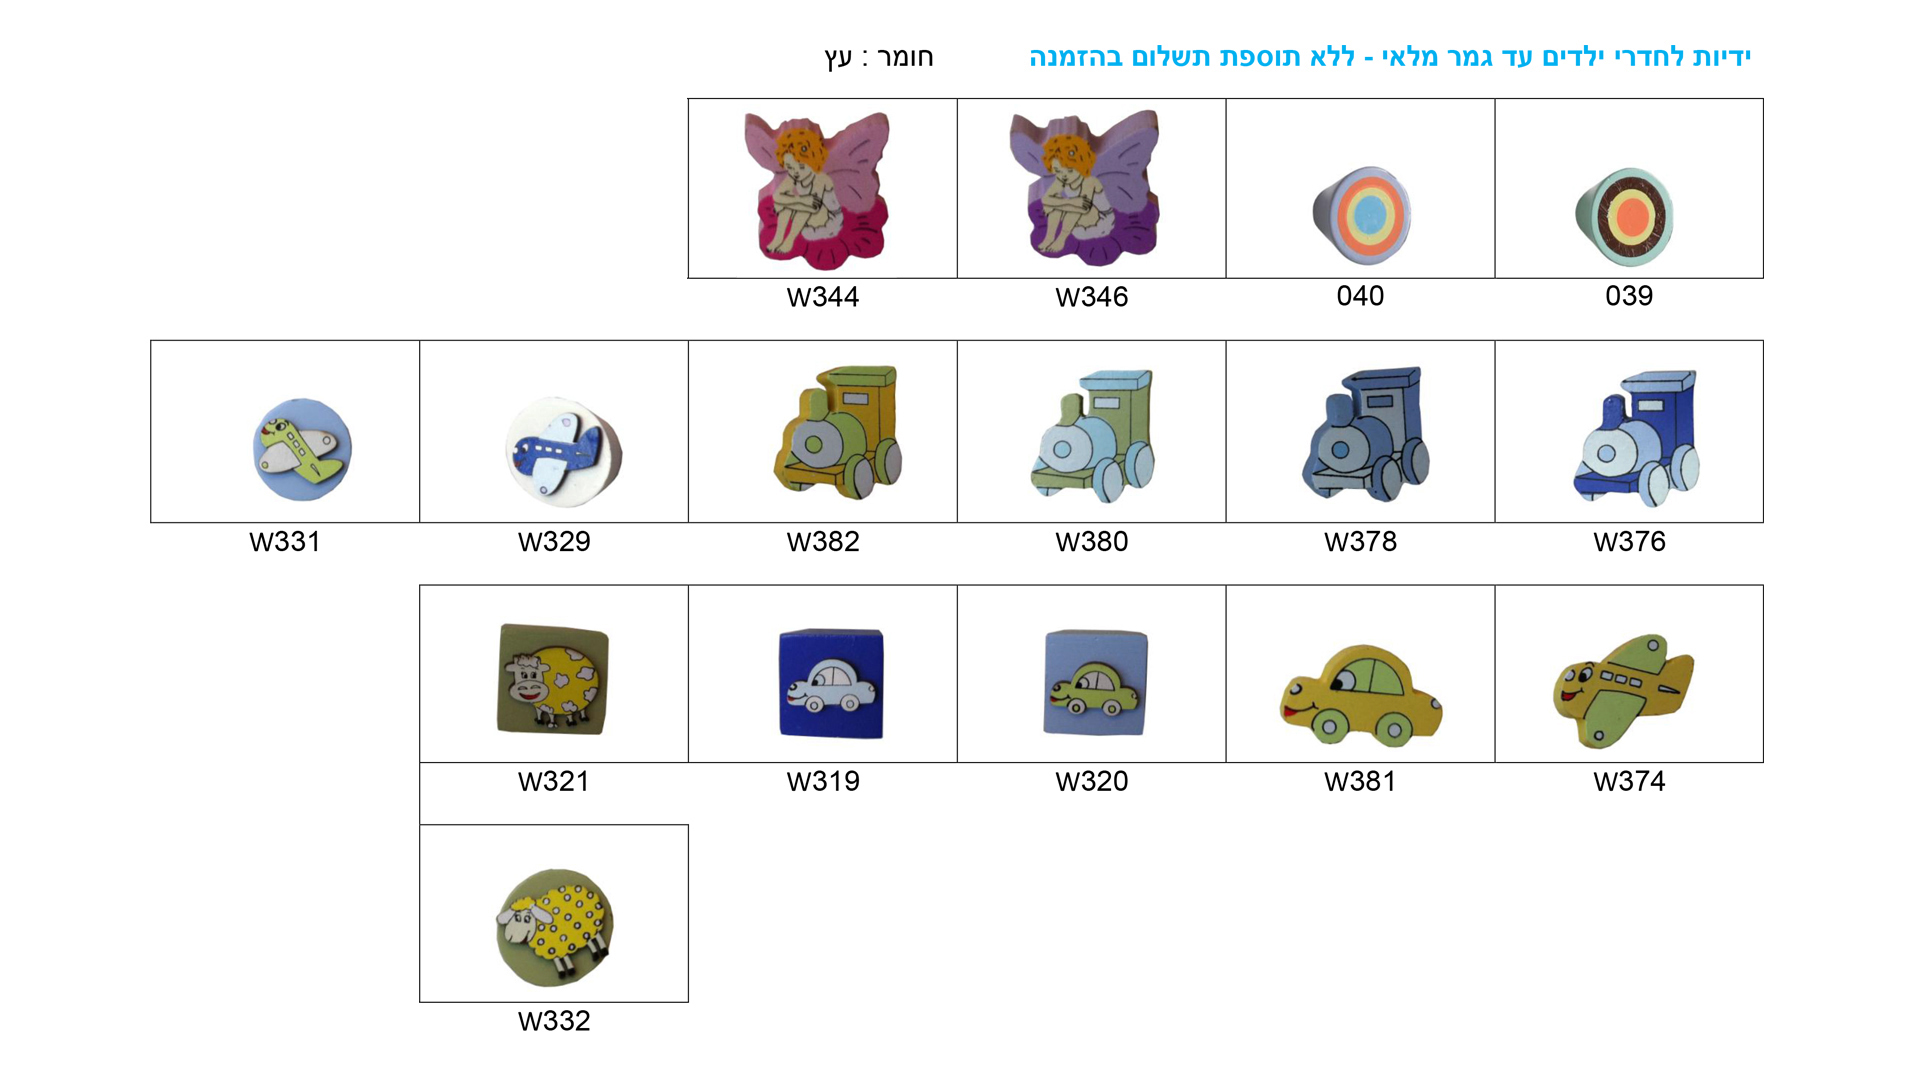 ידיות לחדרי ילדים עד גמר מלאי - ללא תוספת תשלום בהזמנה חומר : עץ
039 040 W346 W344
W376 W378 W380 W382 W329 W331
W374 W381 W320 W319 W321
W332